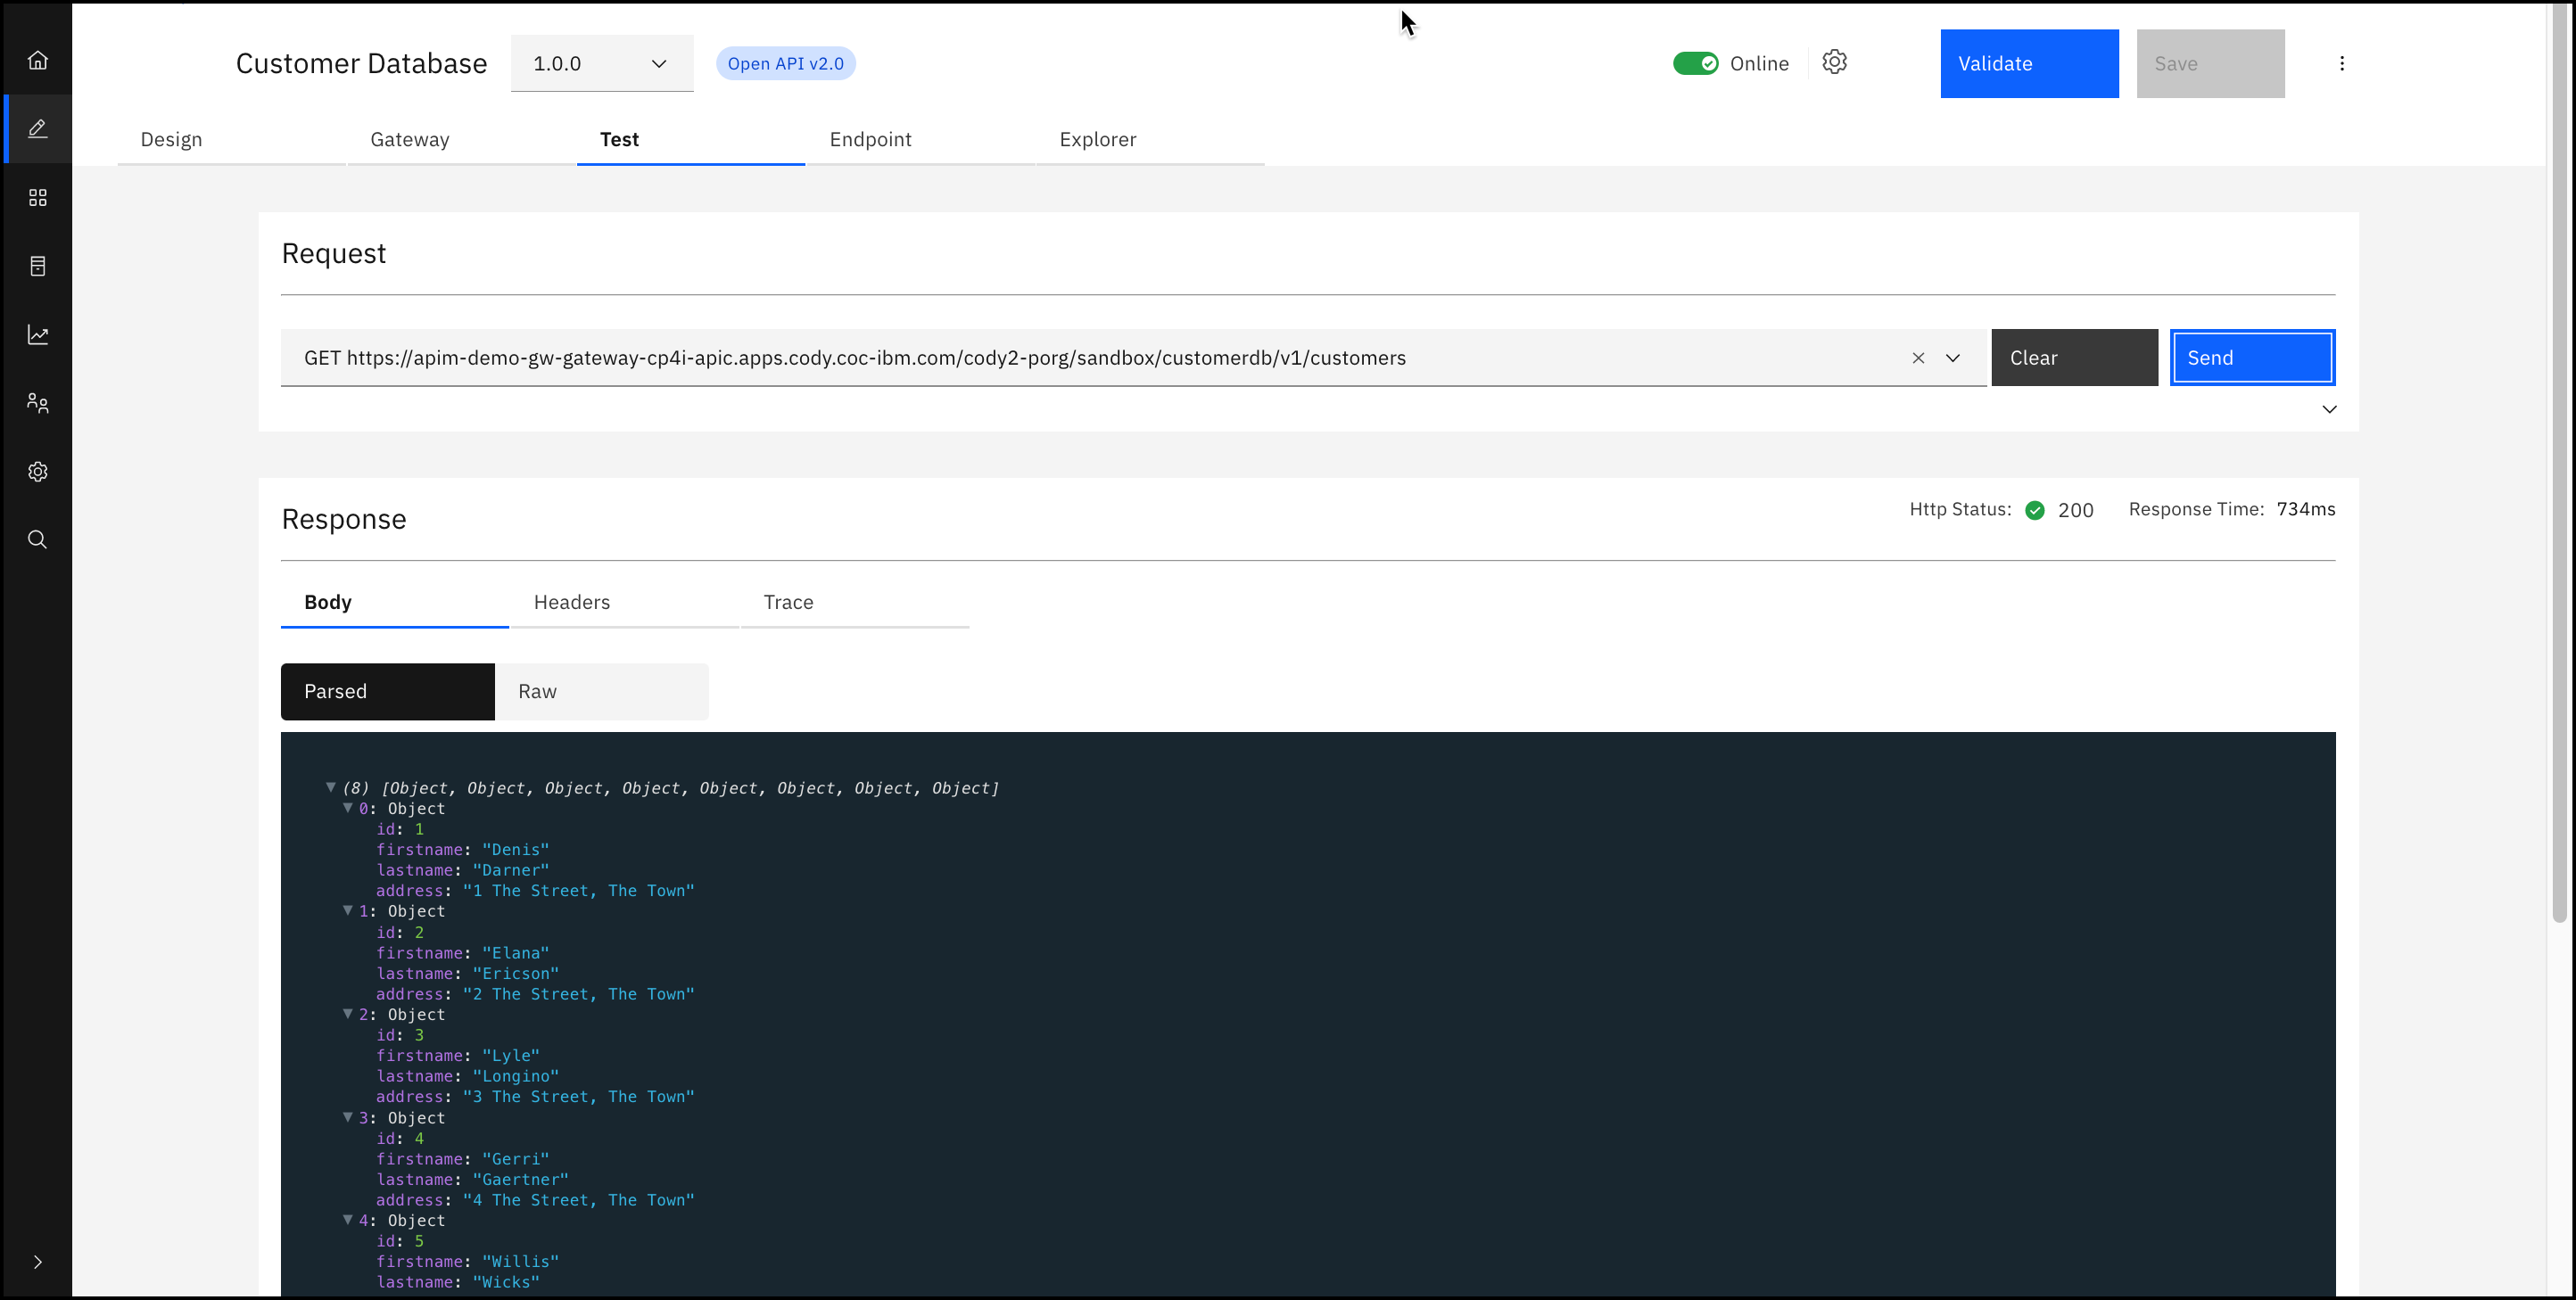 Customer Database
1.0.0
Open API v2.0
Online
Validate
Save
Design
Gateway
Test
Endpoint
Explorer
Request
GET https://apim-demo-gw-gateway-cp4i-apic.apps.cody.coc-ibm.com/cody2-porg/sandbox/customerdb/v1/customers
Clear
Send
Response
Http Status: 200
Response Time: 734ms
Body
Headers
Trace
Parsed
Raw
(8) [Object, Object, Object, Object, Object, Object, Object, Object]
0: Object
id: 1
firstname: "Denis"
lastname: "Darner"
address: "1 The Street, The Town"
1: Object
id: 2
firstname: "Elana"
lastname: "Ericson"
address: "2 The Street, The Town"
2: Object
id: 3
firstname: "Lyle"
lastname: "Longino"
address: "3 The Street, The Town"
3: Object
id: 4
firstname: "Gerri"
lastname: "Gaertner"
address: "4 The Street, The Town"
4: Object
id: 5
firstname: "Willis"
lastname: "Wicks"